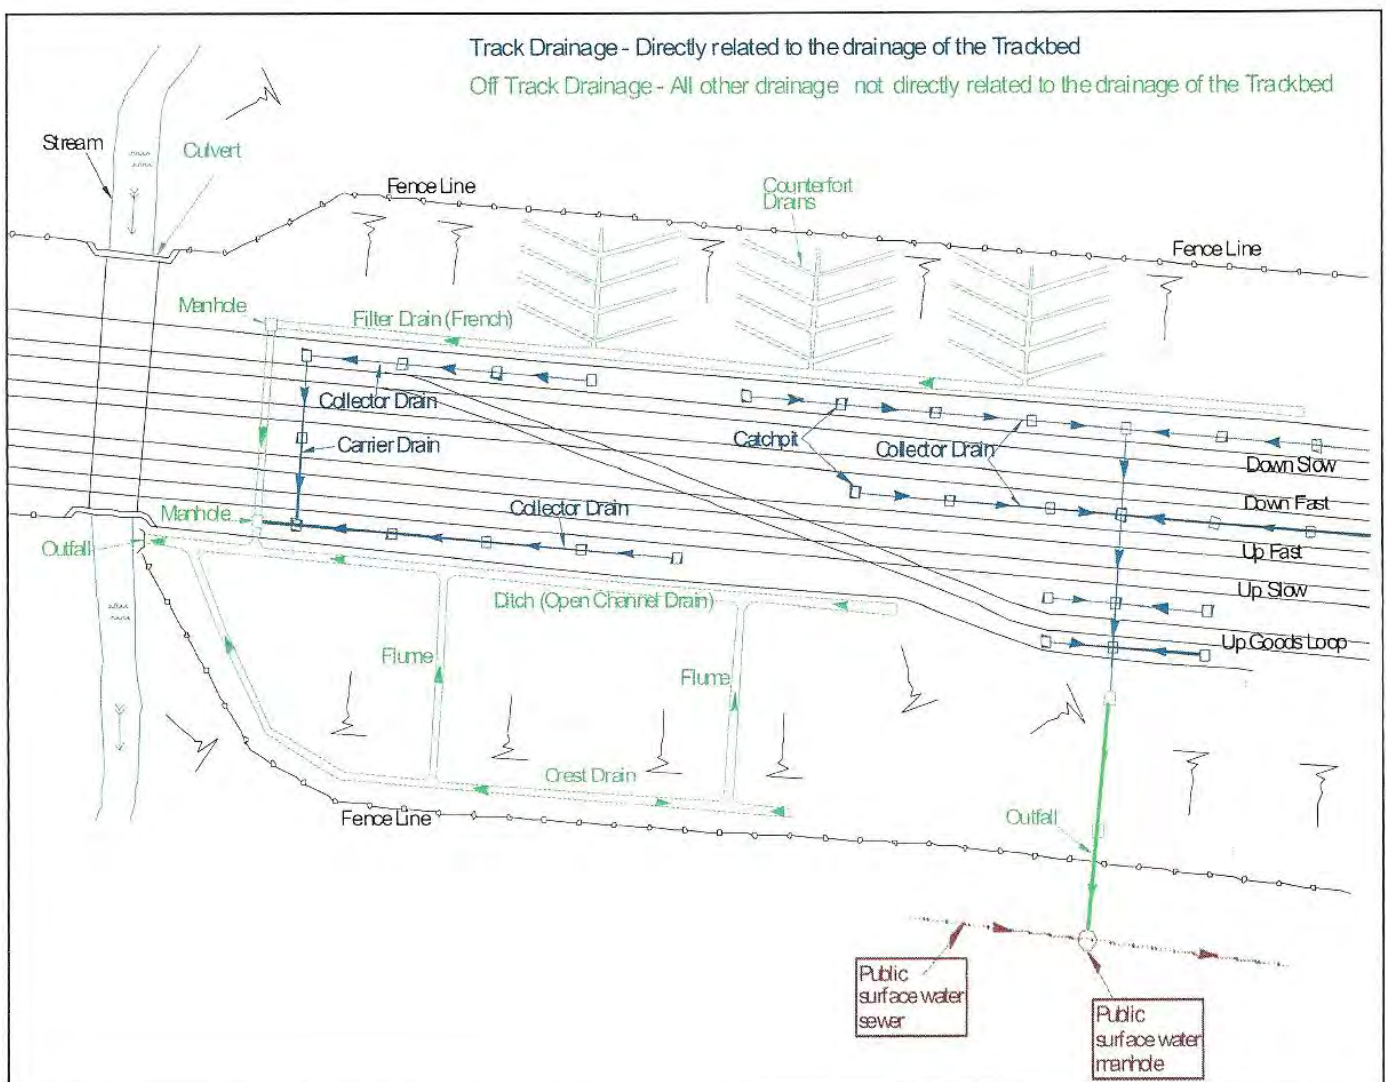 Track Drainage - Directly related to the drainage of the Trackbed
Off Track Drainage - All other drainage not directly related to the drainage of the Trackbed
Stream
Culvert
Fence Line
Counterfort
Drains
Fence Line
Manhole
Filter Drain (French)
Collector Drain
Carrier Drain
Catchpit
Collector Drain
Down Slow
Down Fast
Manhole
Collector Drain
Outfall
Up Fast
Up Slow
Ditch (Open Channel Drain)
Up Goods Loop
Flume
Flume
Crest Drain
Fence Line
Outfall
Public
surface water
sewer
Public
surface water
manhole